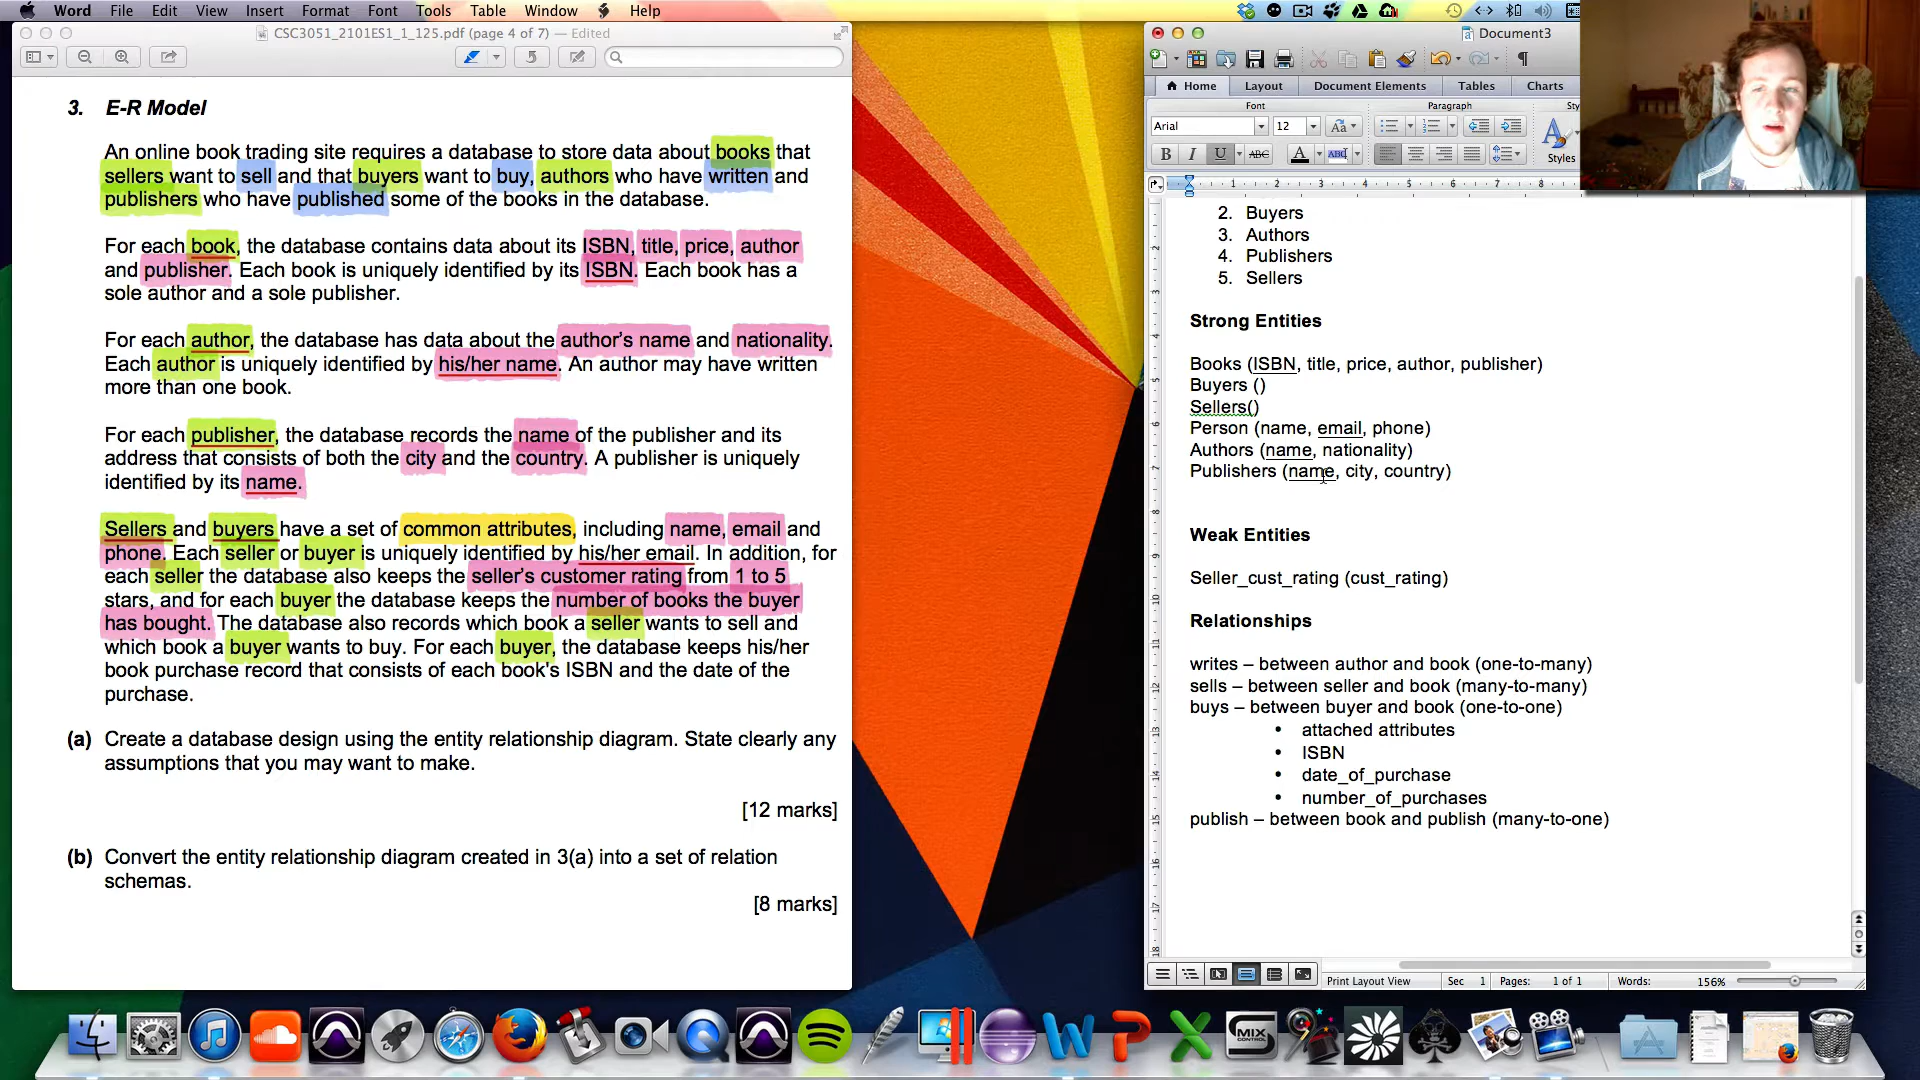 Word File Edit View Insert Format Font Tools Table Window Help
CSC3051_2101ES1_1_125.pdf (page 4 of 7) — Edited
3. E-R Model
An online book trading site requires a database to store data about books that
sellers want to sell and that buyers want to buy, authors who have written and
publishers who have published some of the books in the database.
For each book, the database contains data about its ISBN, title, price, author
and publisher. Each book is uniquely identified by its ISBN. Each book has a
sole author and a sole publisher.
For each author, the database has data about the author's name and nationality.
Each author is uniquely identified by his/her name. An author may have written
more than one book.
For each publisher, the database records the name of the publisher and its
address that consists of both the city and the country. A publisher is uniquely
identified by its name.
Sellers and buyers have a set of common attributes, including name, email and
phone. Each seller or buyer is uniquely identified by his/her email. In addition, for
each seller the database also keeps the seller's customer rating from 1 to 5
stars, and for each buyer the database keeps the number of books the buyer
has bought. The database also records which book a seller wants to sell and
which book a buyer wants to buy. For each buyer, the database keeps his/her
book purchase record that consists of each book's ISBN and the date of the
purchase.
(a) Create a database design using the entity relationship diagram. State clearly any
assumptions that you may want to make.
[12 marks]
(b) Convert the entity relationship diagram created in 3(a) into a set of relation
schemas.
[8 marks]
Document3
Home Layout Document Elements Tables Charts
Font Paragraph Sty
Arial 12 Aa
B I U ABC A ABC
Styles
1 2 3 4 5 6 7 8
2. Buyers
3. Authors
4. Publishers
5. Sellers
Strong Entities
Books (ISBN, title, price, author, publisher)
Buyers ()
Sellers()
Person (name, email, phone)
Authors (name, nationality)
Publishers (name, city, country)
Weak Entities
Seller_cust_rating (cust_rating)
Relationships
writes – between author and book (one-to-many)
sells – between seller and book (many-to-many)
buys – between buyer and book (one-to-one)
• attached attributes
• ISBN
• date_of_purchase
• number_of_purchases
publish – between book and publish (many-to-one)
Print Layout View Sec 1 Pages: 1 of 1 Words: 156%
MIX
CONTROL